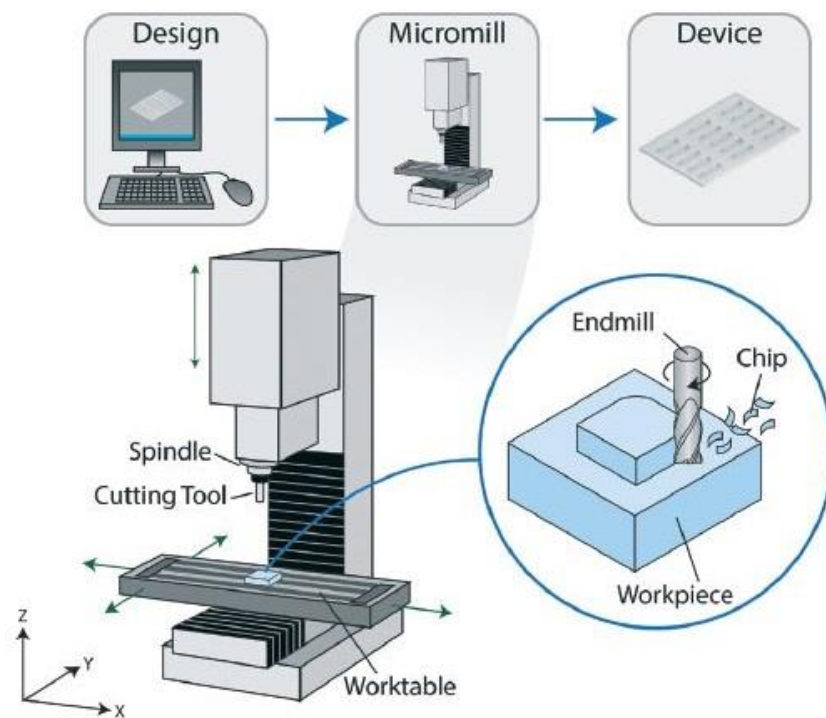 Design
Micromill
Device
Endmill
Chip
Spindle
Cutting Tool
Workpiece
Worktable
Z
Y
X